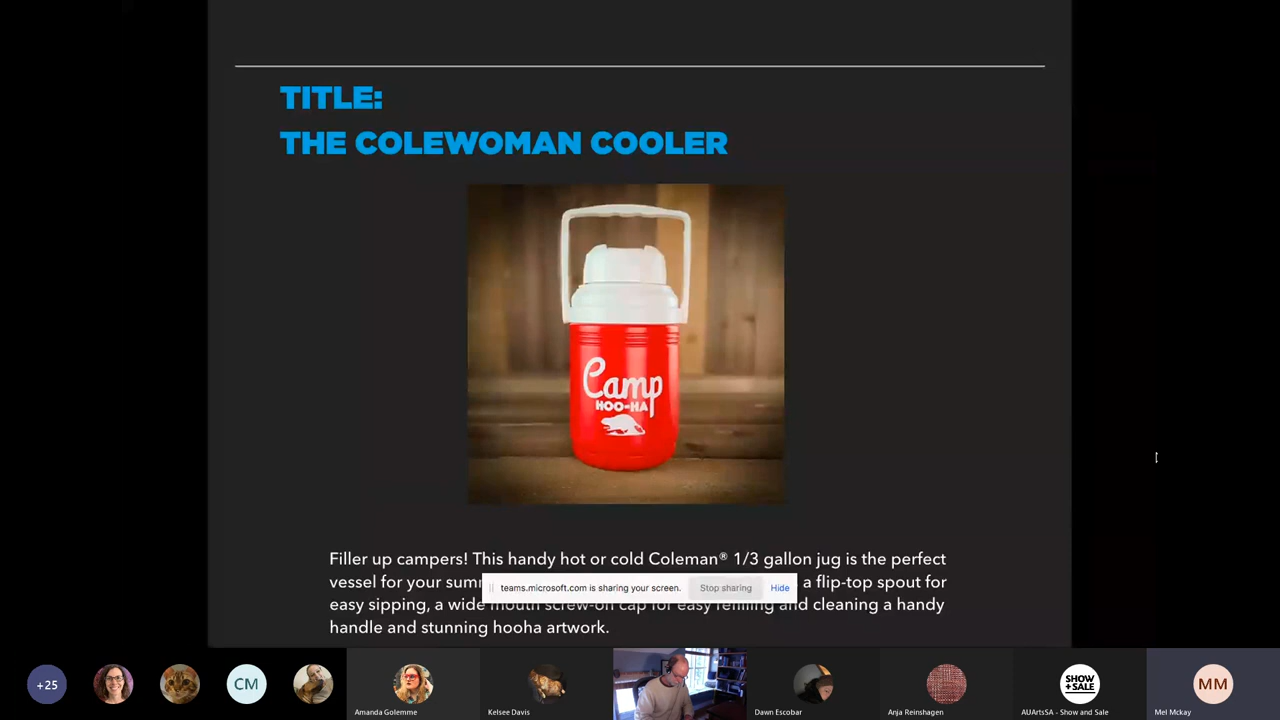 TITLE:
THE COLEWOMAN COOLER
Camp
HOO-HA
Filler up campers! This handy hot or cold Coleman® 1/3 gallon jug is the perfect
vessel for your a flip-top spout for
easy sipping, a wide mouth screw-on cap for easy refilling and cleaning a handy
handle and stunning hooha artwork.
teams.microsoft.com is sharing your screen. Stop sharing Hide
+25
CM
SHOW
+SALE
MM
Amanda Golemme
Kelsee Davis
Dawn Escobar
Anja Reinshagen
AUArtsSA - Show and Sale
Mel Mckay